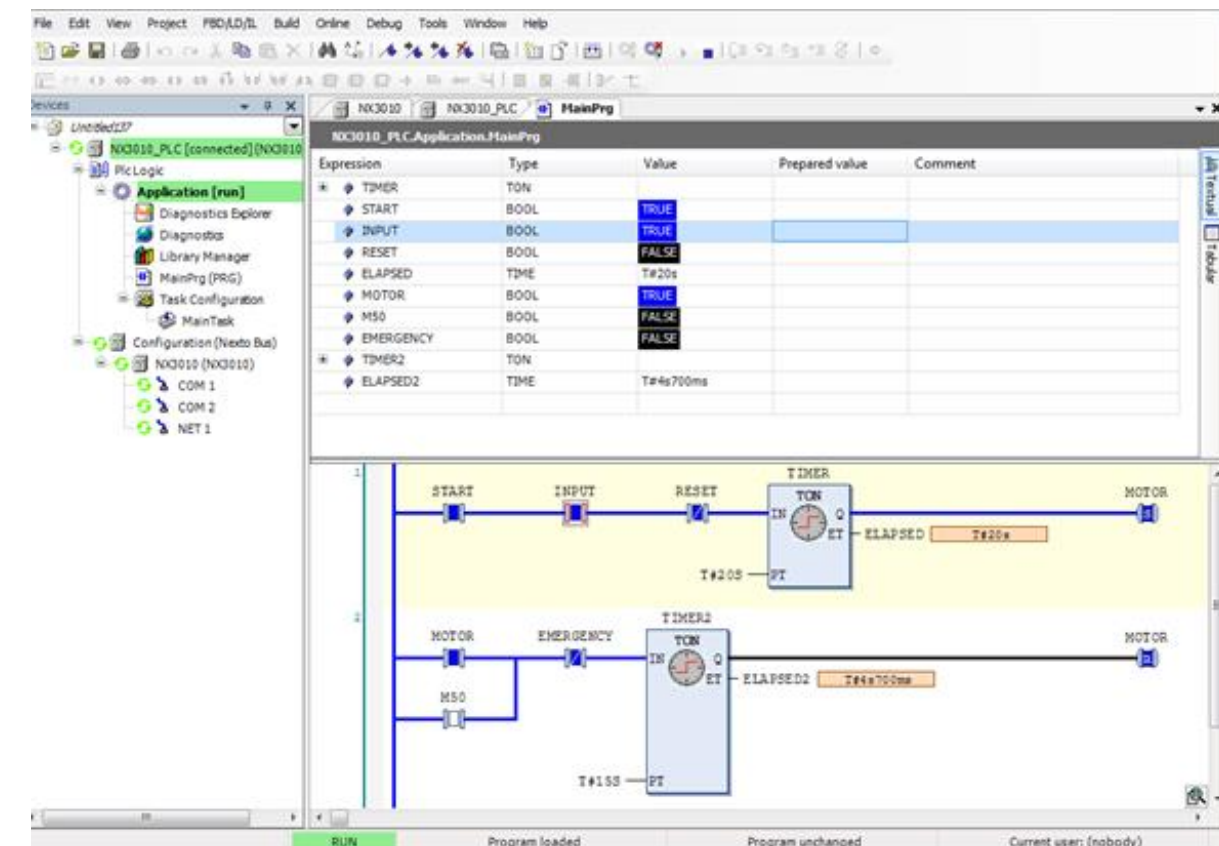 File Edit View Project FBD/LD/IL Build Online Debug Tools Window Help
Devices
NX3010 NX3010_PLC MainPrg
Untitled137
NX3010_PLC [connected] (NX3010
PlcLogic
Application [run]
Diagnostics Explorer
Diagnostics
Library Manager
MainPrg (PRG)
Task Configuration
MainTask
Configuration (Nexto Bus)
NX3010 (NX3010)
COM 1
COM 2
NET 1
NX3010_PLC.Application.MainPrg
Expression Type Value Prepared value Comment
TIMER TON
START BOOL TRUE
INPUT BOOL TRUE
RESET BOOL FALSE
ELAPSED TIME T#20s
MOTOR BOOL TRUE
M50 BOOL FALSE
EMERGENCY BOOL FALSE
TIMER2 TON
ELAPSED2 TIME T#4s700ms
Textual
Tabular
1
TIMER
START INPUT RESET TON MOTOR
IN Q
ET ELAPSED T#20s
T#20S PT
2
TIMER2
MOTOR EMERGENCY TON MOTOR
IN Q
ET ELAPSED2 T#4s700ms
M50
T#15S PT
RUN Program loaded Program unchanged Current user: (nobody)